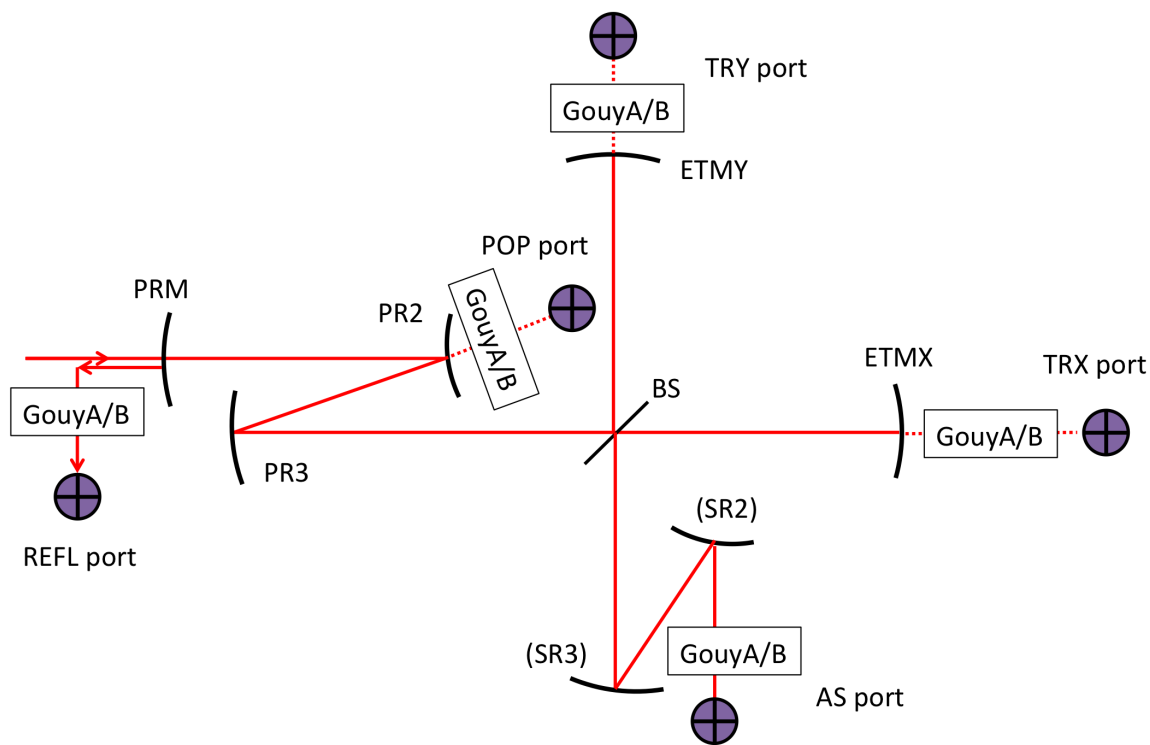 TRY port
GouyA/B
ETMY
POP port
PRM
PR2
GouyA/B
ETMX
TRX port
BS
GouyA/B
GouyA/B
PR3
(SR2)
REFL port
(SR3)
GouyA/B
AS port